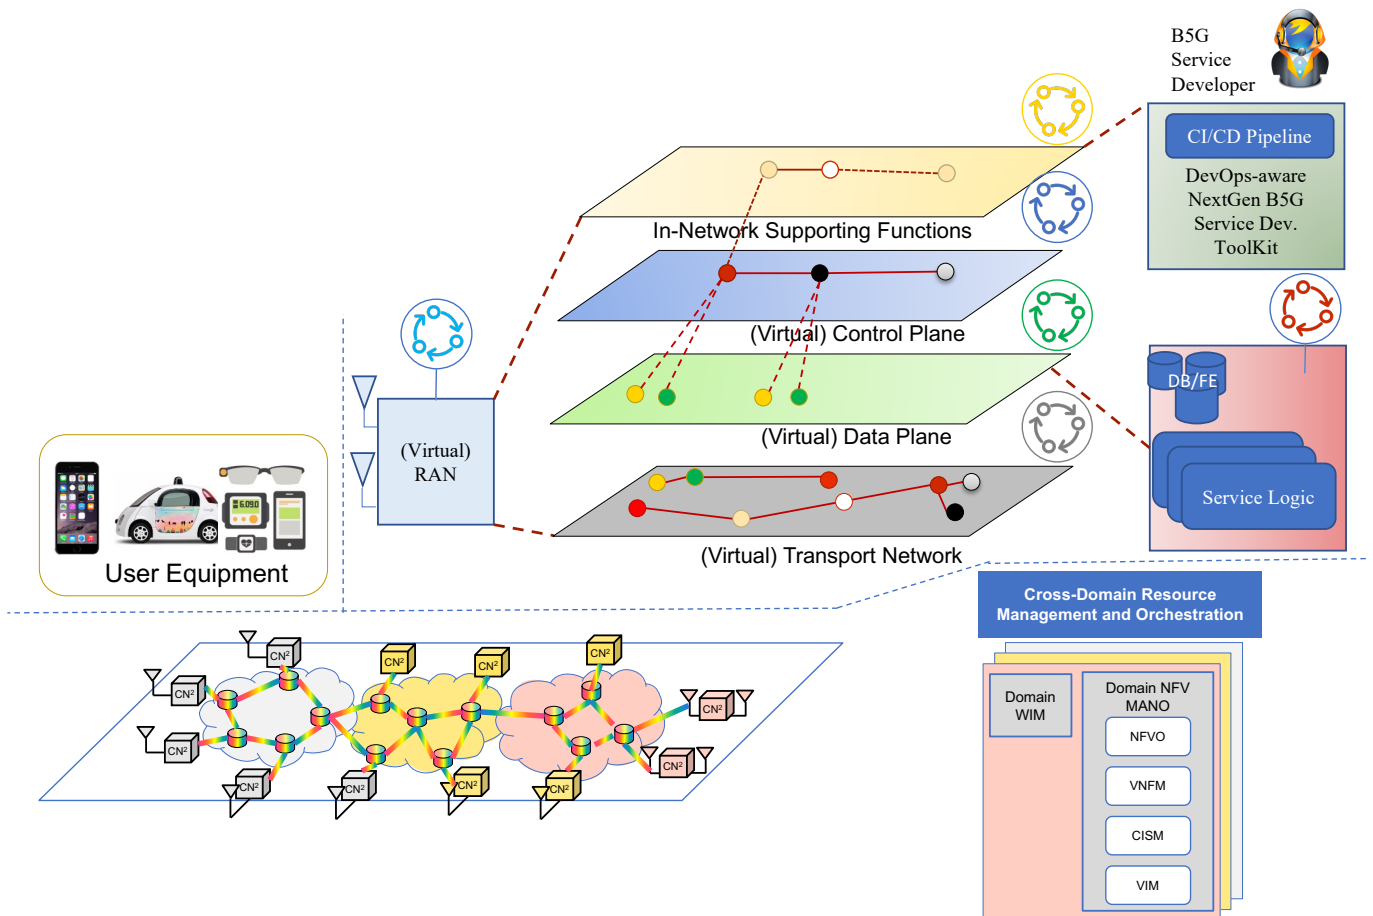 B5G
Service
Developer
CI/CD Pipeline
DevOps-aware
NextGen B5G
Service Dev.
ToolKit
In-Network Supporting Functions
(Virtual) Control Plane
(Virtual) Data Plane
(Virtual) Transport Network
(Virtual)
RAN
DB/FE
Service Logic
6:09.0
User Equipment
Cross-Domain Resource
Management and Orchestration
Domain
WIM
Domain NFV
MANO
NFVO
VNFM
CISM
VIM
CN²
CN²
CN²
CN²
CN²
CN²
CN²
CN²
CN²
CN²
CN²
CN²